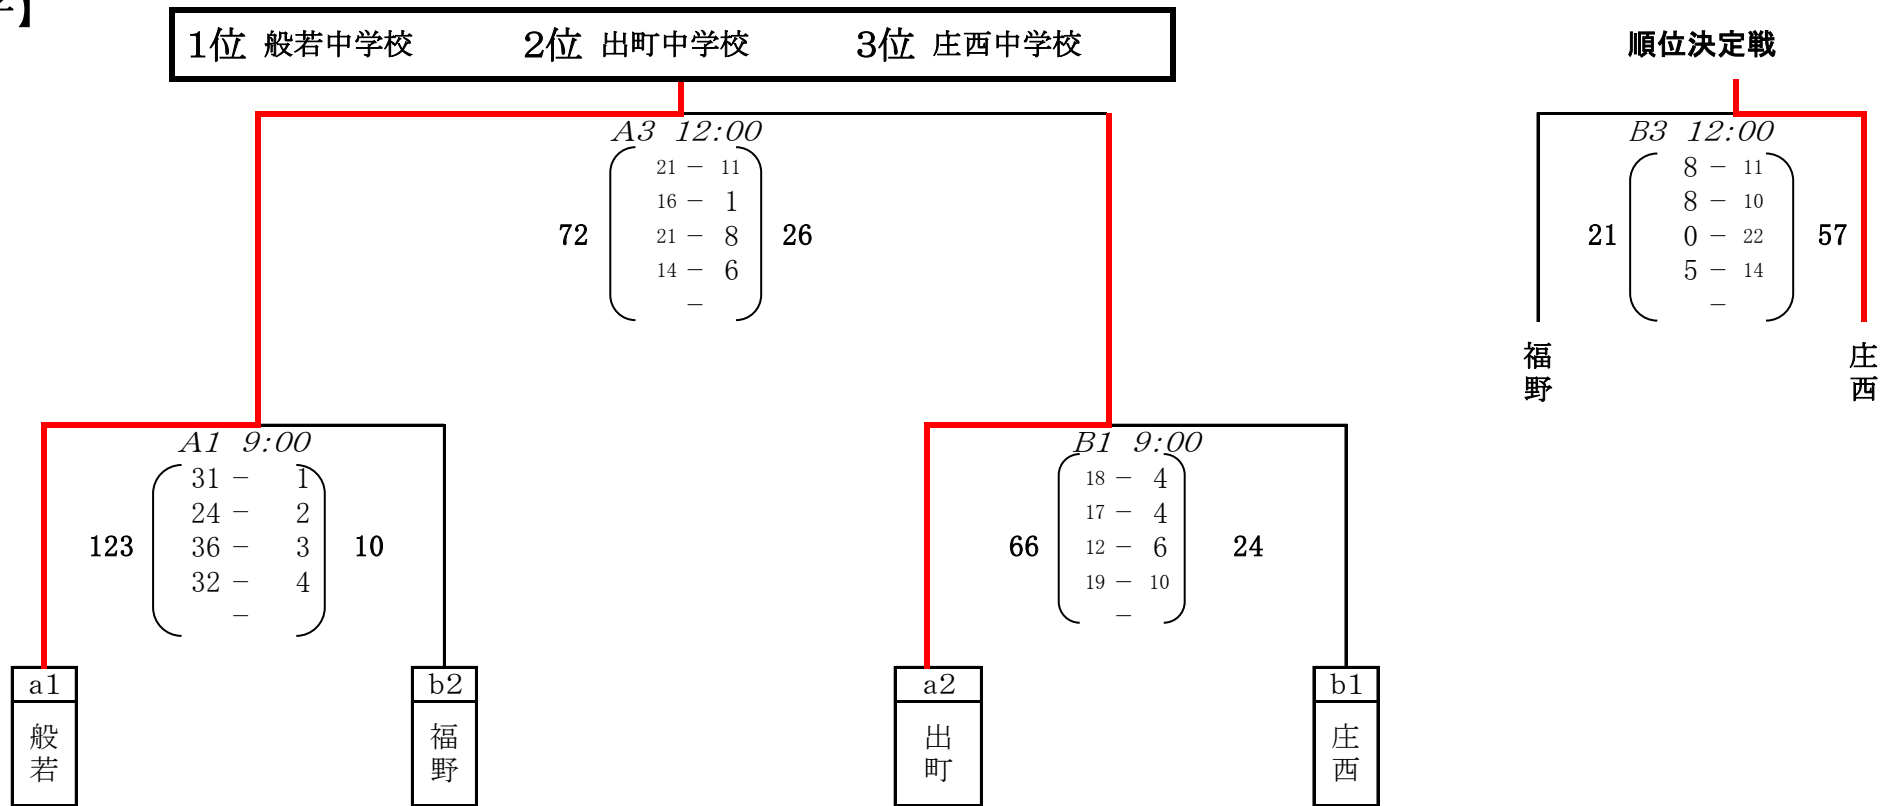 】
1位 般若中学校 2位 出町中学校 3位 庄西中学校
A3 12:00
21 - 11
16 - 1
72 21 - 8 26
14 - 6
-
順位決定戦
B3 12:00
8 - 11
8 - 10
21 0 - 22 57
5 - 14
-
福野
庄西
A1 9:00
31 - 1
24 - 2
123 36 - 3 10
32 - 4
-
B1 9:00
18 - 4
17 - 4
66 12 - 6 24
19 - 10
-
a1
般若
b2
福野
a2
出町
b1
庄西